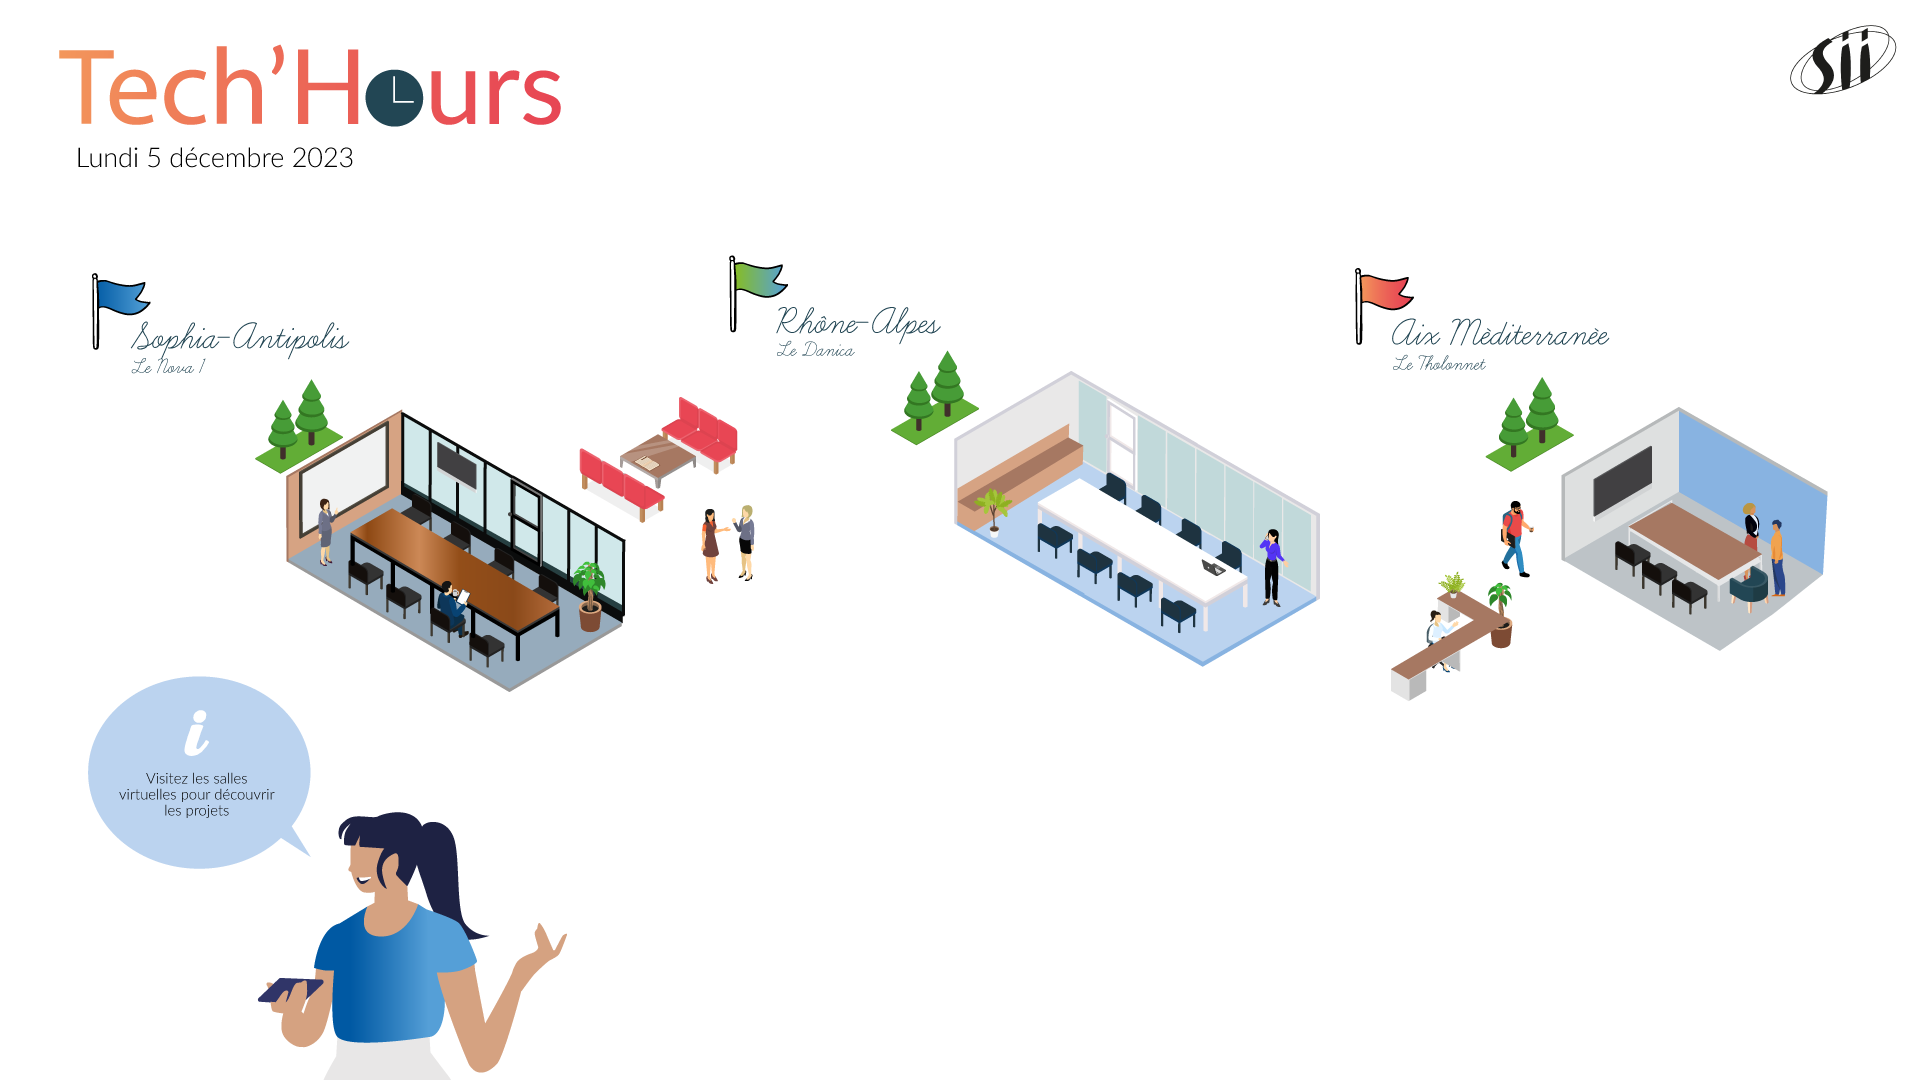 Tech'Hours
Lundi 5 décembre 2023
sii
Sophia-Antipolis
Le Nova 1
Rhône-Alpes
Le Danica
Aix Mèditerranèe
Le Tholonnet
i
Visitez les salles
virtuelles pour découvrir
les projets